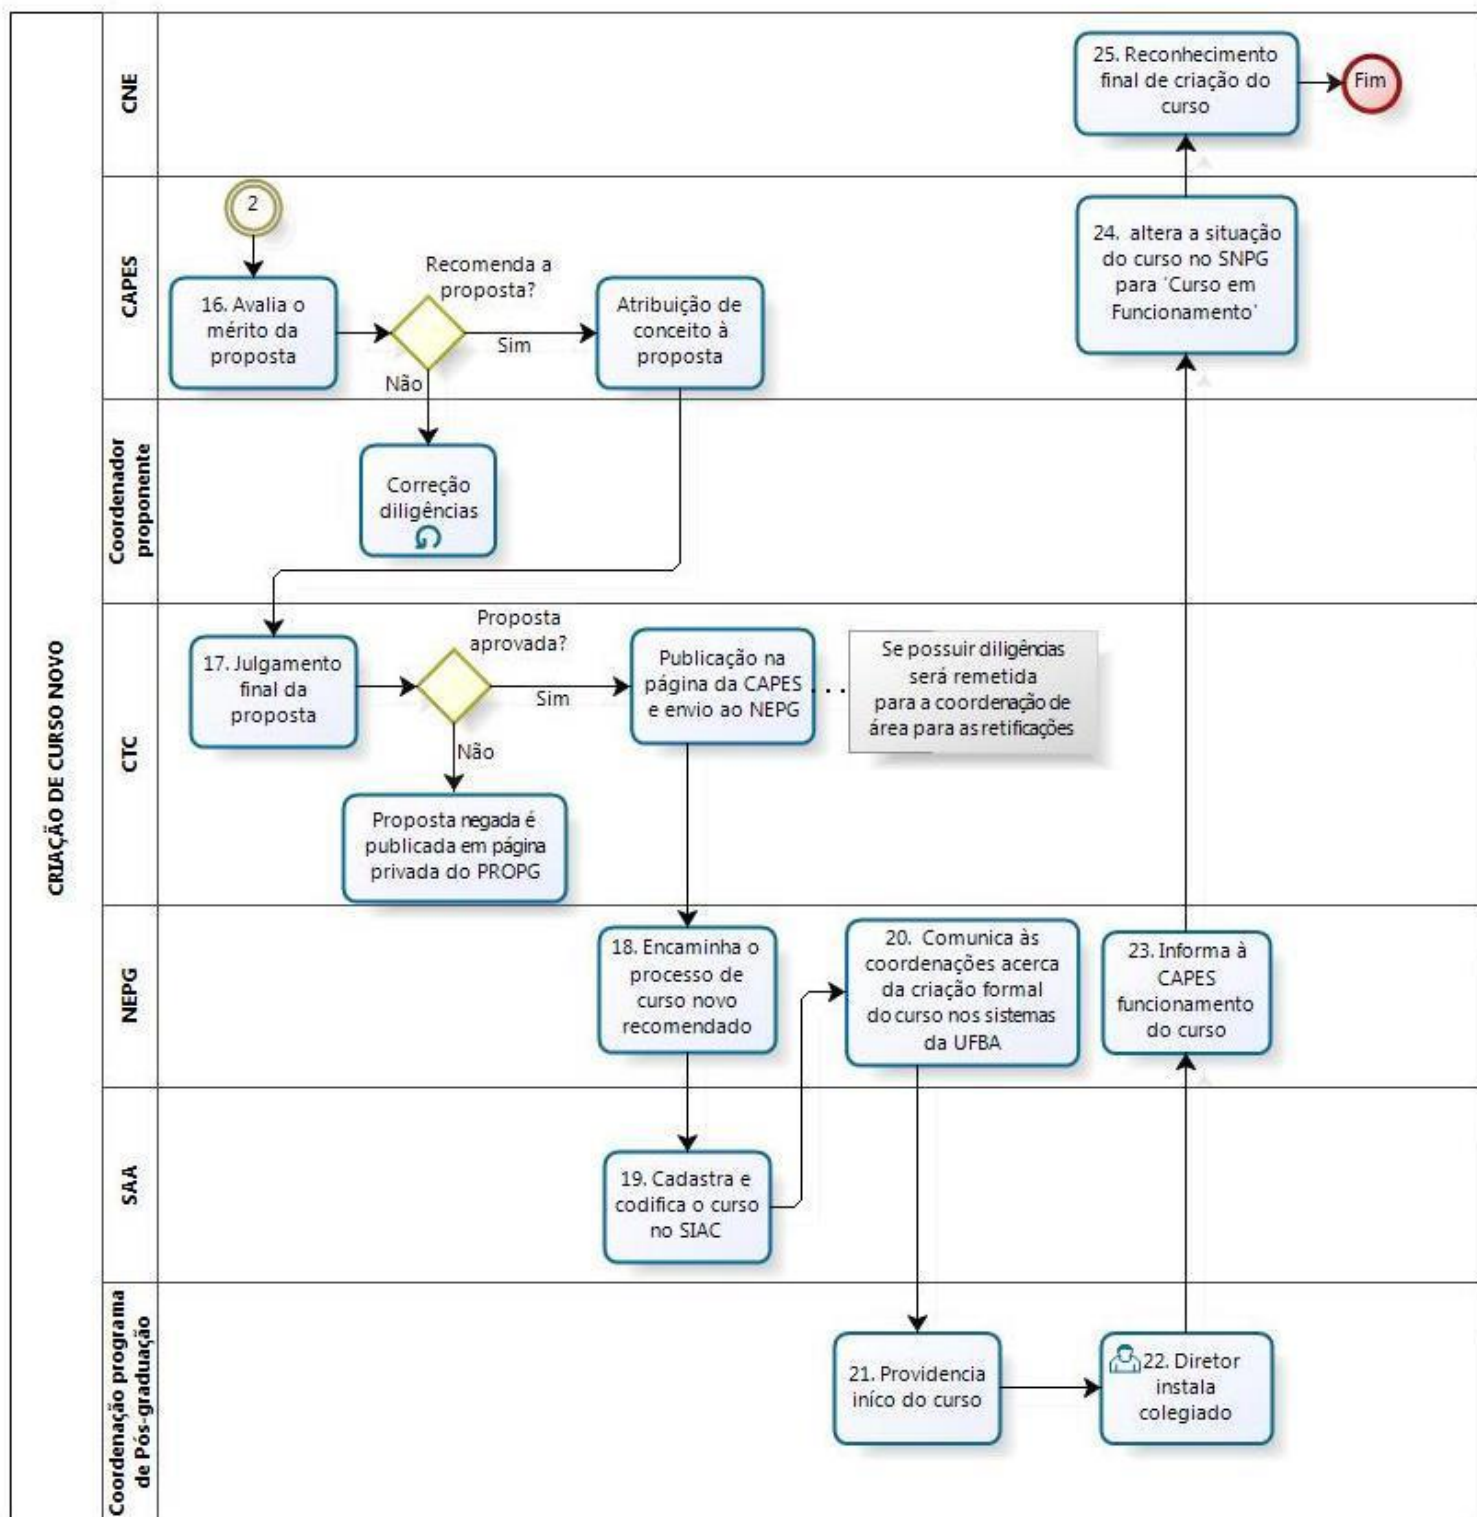 CRIAÇÃO DE CURSO NOVO
CNE
25. Reconhecimento
final de criação do
curso
Fim
CAPES
2
16. Avalia o
mérito da
proposta
Recomenda a
proposta?
Sim
Não
Atribuição de
conceito à
proposta
24. altera a situação
do curso no SNPG
para ´Curso em
Funcionamento´
Coordenador
proponente
Correção
diligências
CTC
17. Julgamento
final da
proposta
Proposta
aprovada?
Sim
Não
Publicação na
página da CAPES
e envio ao NEPG
Se possuir diligências
será remetida
para a coordenação de
área para as retificações
Proposta negada é
publicada em página
privada do PROPG
NEPG
18. Encaminha o
processo de
curso novo
recomendado
20. Comunica às
coordenações acerca
da criação formal
do curso nos sistemas
da UFBA
23. Informa à
CAPES
funcionamento
do curso
SAA
19. Cadastra e
codifica o curso
no SIAC
Coordenação programa
de Pós-graduação
21. Providencia
iníco do curso
22. Diretor
instala
colegiado